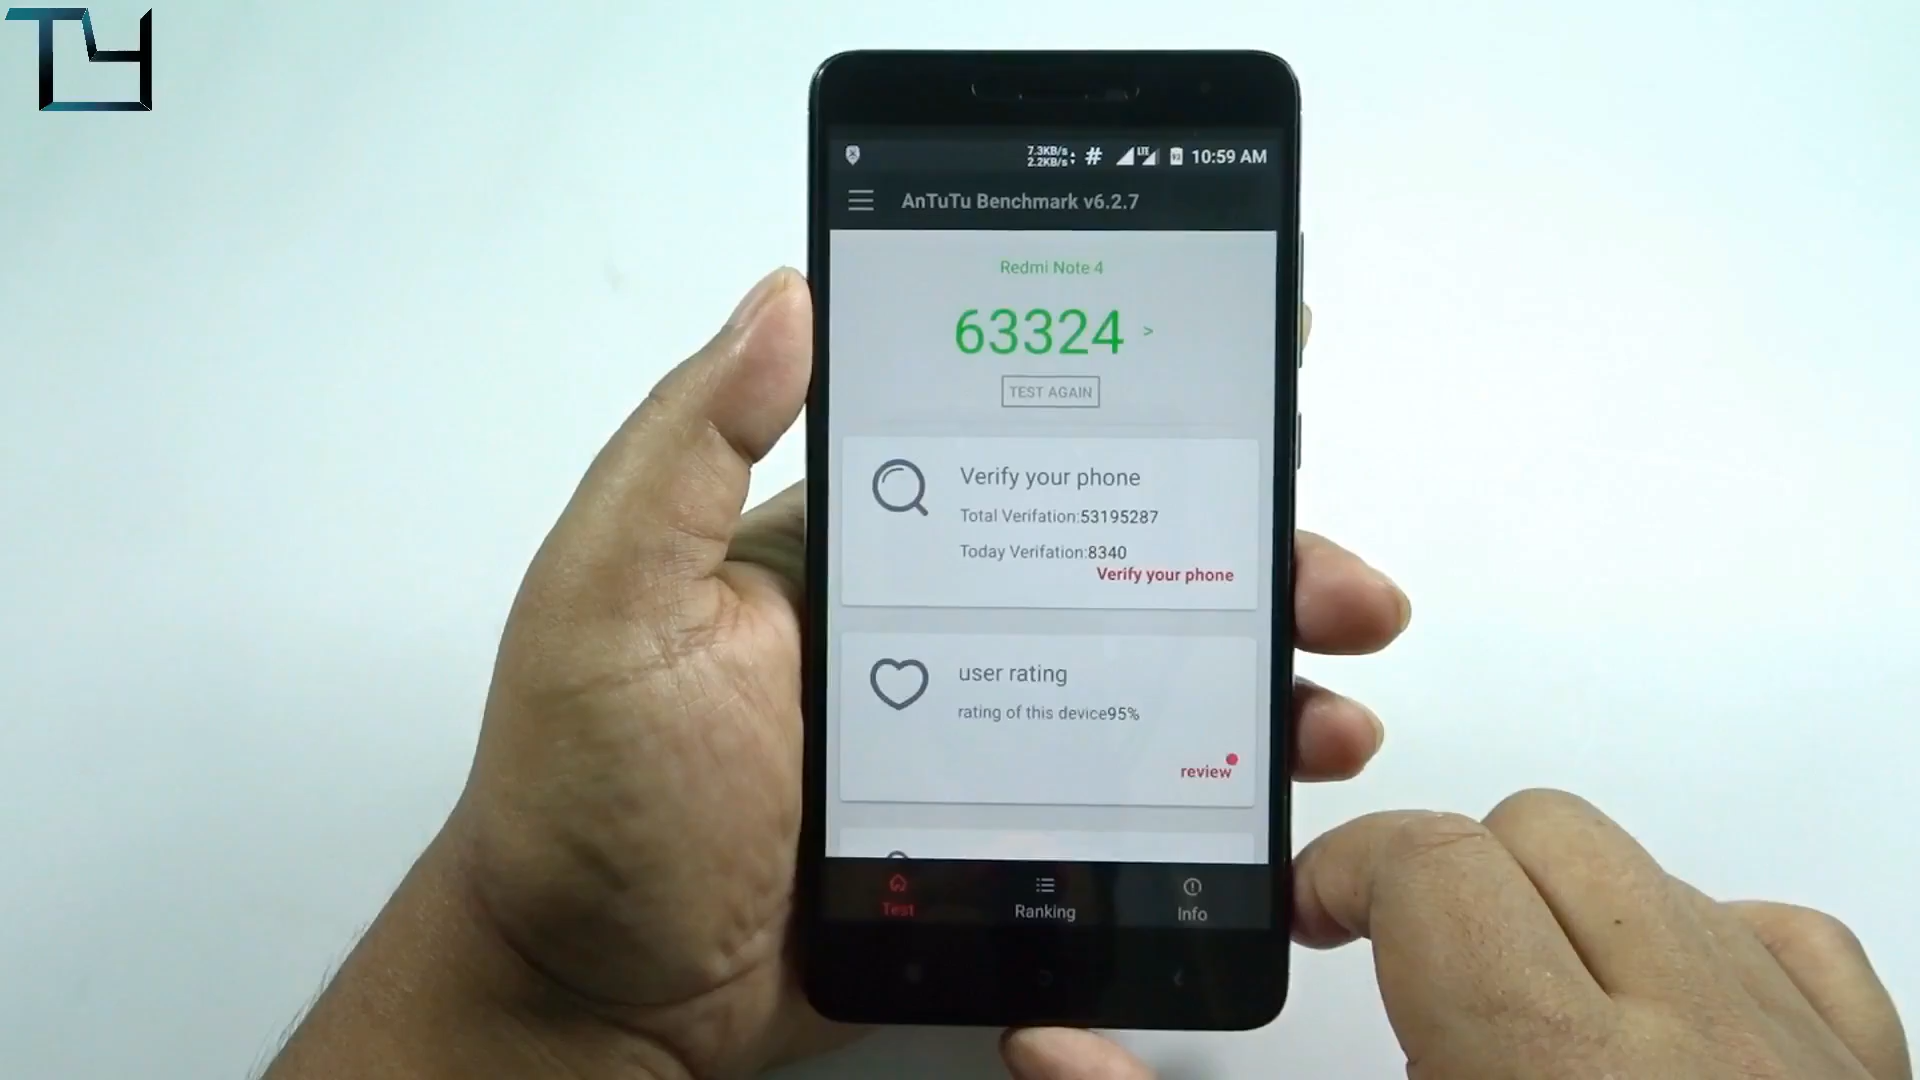 TY
7.3KB/s
2.2KB/s
# LTE 10:59 AM
AnTuTu Benchmark v6.2.7
Redmi Note 4
63324 >
TEST AGAIN
Verify your phone
Total Verifation:53195287
Today Verifation:8340
Verify your phone
user rating
rating of this device95%
review
Test Ranking Info